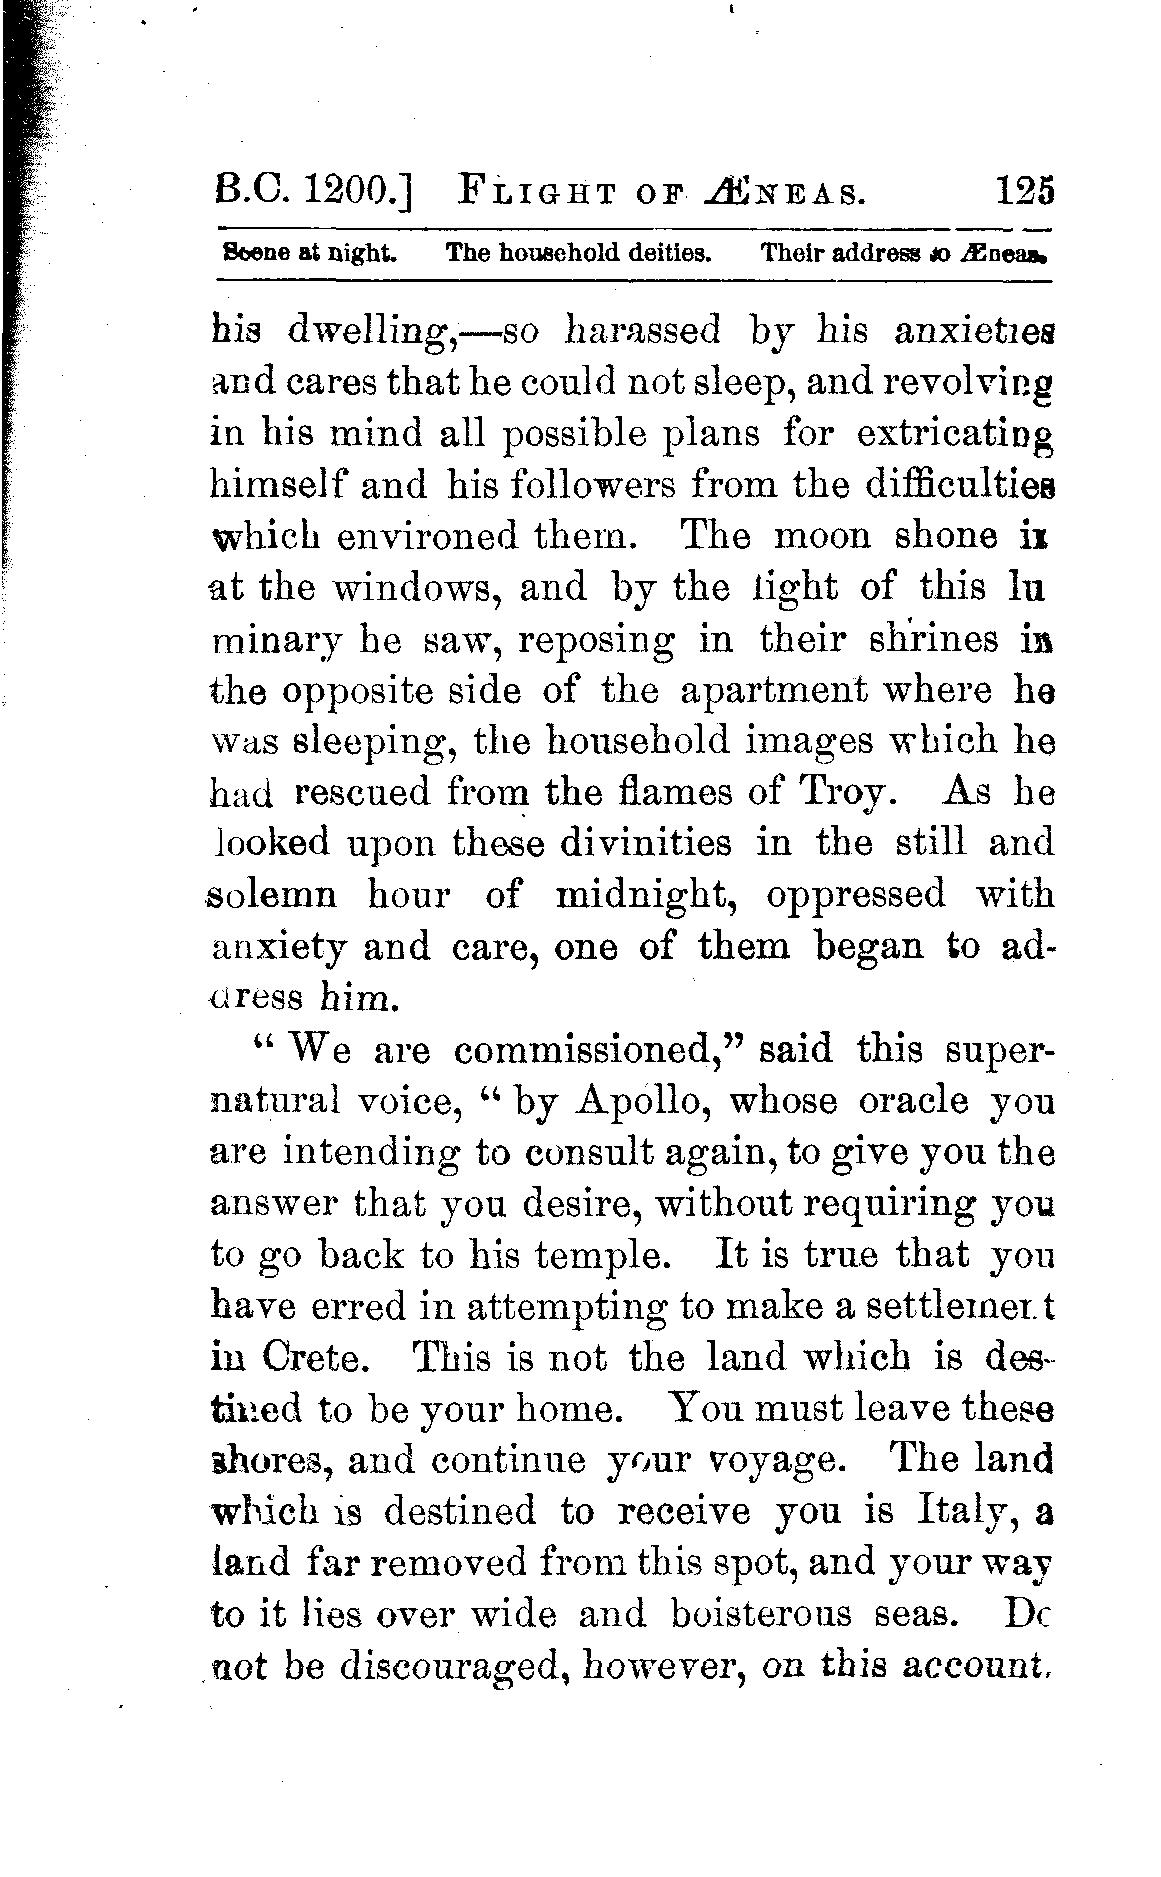 B.C. 1200.] FLIGHT OF ÆNEAS. 125
Scene at night. The household deities. Their address to Æneas.
his dwelling,—so harassed by his anxieties
and cares that he could not sleep, and revolving
in his mind all possible plans for extricating
himself and his followers from the difficulties
which environed them. The moon shone in
at the windows, and by the light of this lu
minary he saw, reposing in their shrines in
the opposite side of the apartment where he
was sleeping, the household images which he
had rescued from the flames of Troy. As he
looked upon these divinities in the still and
solemn hour of midnight, oppressed with
anxiety and care, one of them began to ad-
dress him.
“ We are commissioned,” said this super-
natural voice, “ by Apollo, whose oracle you
are intending to consult again, to give you the
answer that you desire, without requiring you
to go back to his temple. It is true that you
have erred in attempting to make a settlement
in Crete. This is not the land which is des-
tined to be your home. You must leave these
shores, and continue your voyage. The land
which is destined to receive you is Italy, a
land far removed from this spot, and your way
to it lies over wide and boisterous seas. Do
not be discouraged, however, on this account.